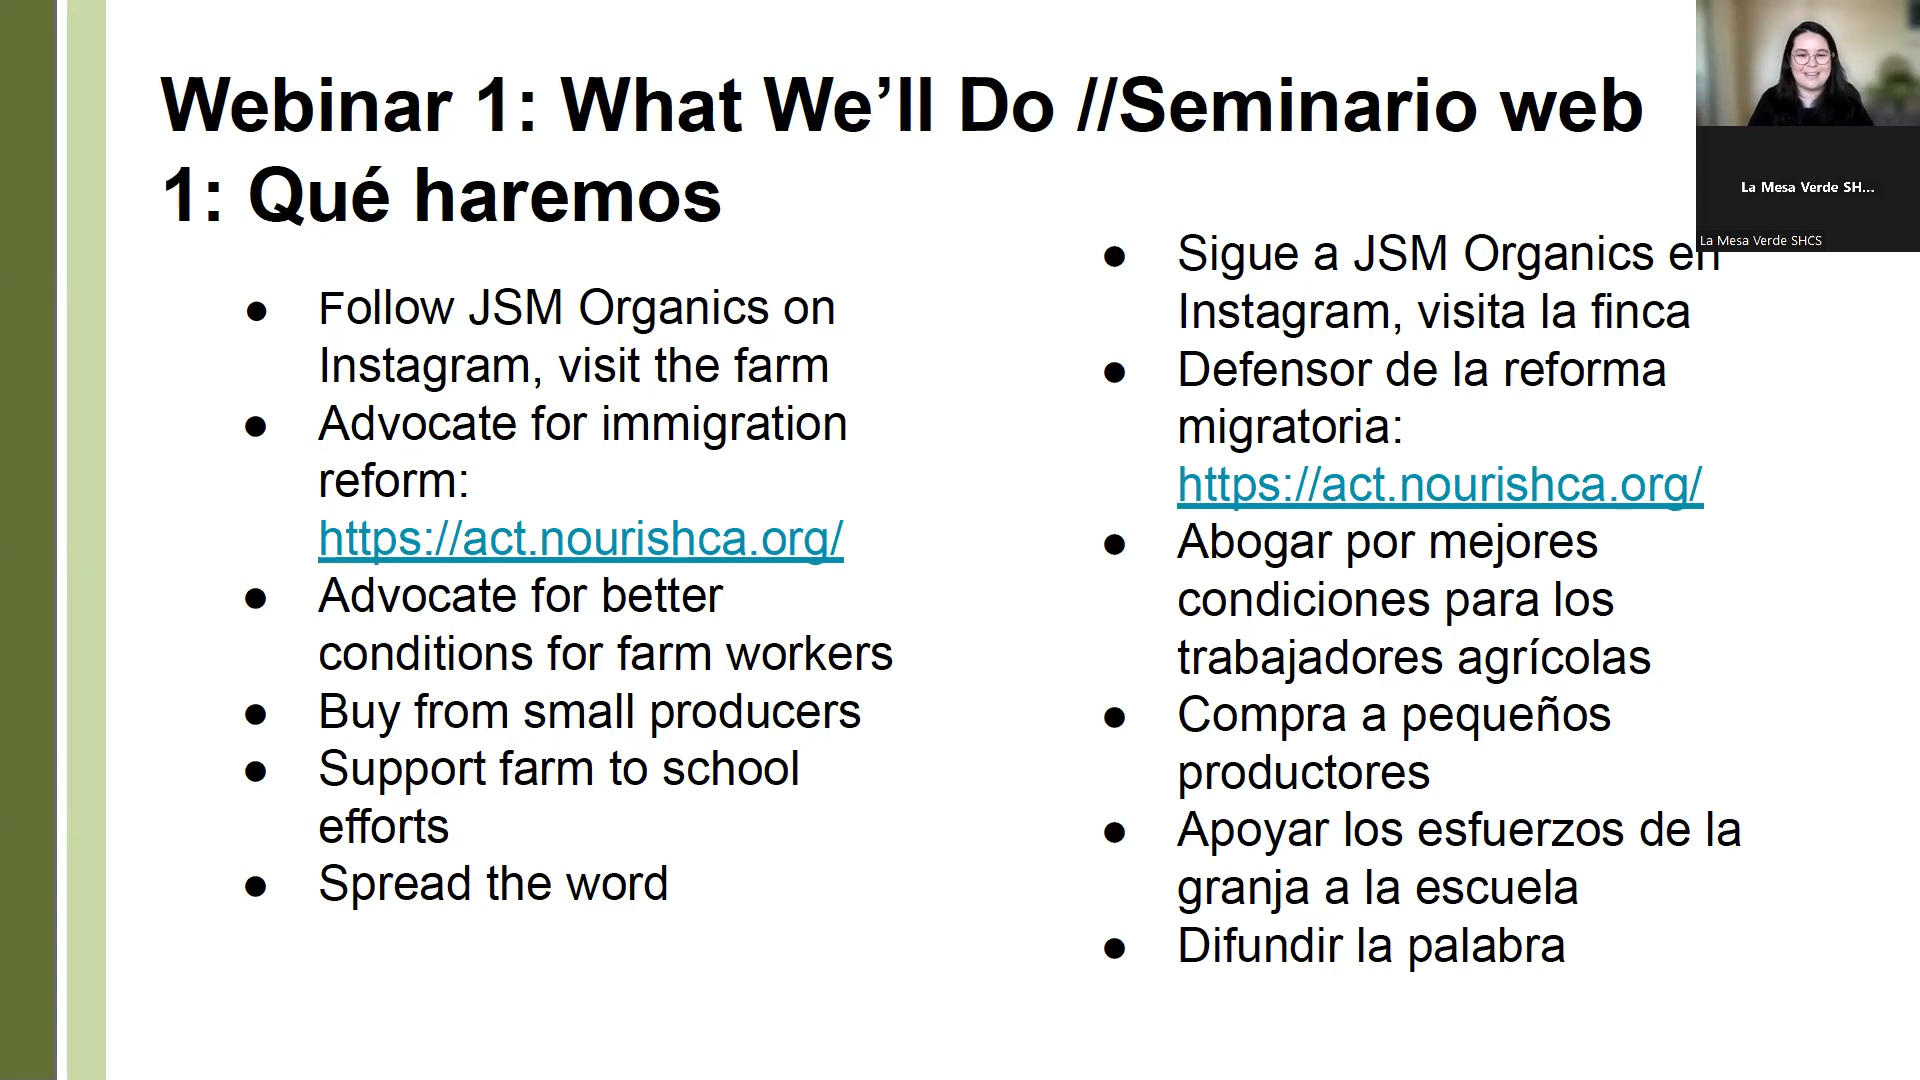 Webinar 1: What We’ll Do //Seminario web
1: Qué haremos
● Follow JSM Organics on
Instagram, visit the farm
● Advocate for immigration
reform:
https://act.nourishca.org/
● Advocate for better
conditions for farm workers
● Buy from small producers
● Support farm to school
efforts
● Spread the word
● Sigue a JSM Organics en
Instagram, visita la finca
● Defensor de la reforma
migratoria:
https://act.nourishca.org/
● Abogar por mejores
condiciones para los
trabajadores agrícolas
● Compra a pequeños
productores
● Apoyar los esfuerzos de la
granja a la escuela
● Difundir la palabra
La Mesa Verde SH...
La Mesa Verde SHCS